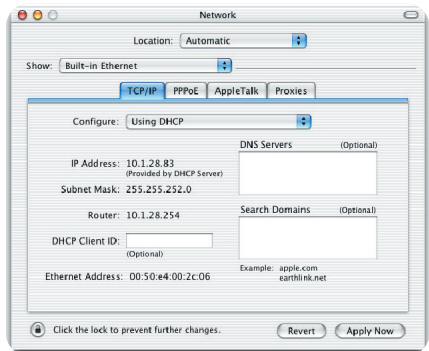 Network
Location: Automatic
Show: Built-in Ethernet
TCP/IP PPPoE AppleTalk Proxies
Configure: Using DHCP
DNS Servers (Optional)
IP Address: 10.1.28.83
(Provided by DHCP Server)
Subnet Mask: 255.255.252.0
Router: 10.1.28.254
Search Domains (Optional)
DHCP Client ID:
(Optional)
Example: apple.com
earthlink.net
Ethernet Address: 00:50:e4:00:2c:06
Click the lock to prevent further changes.
Revert Apply Now